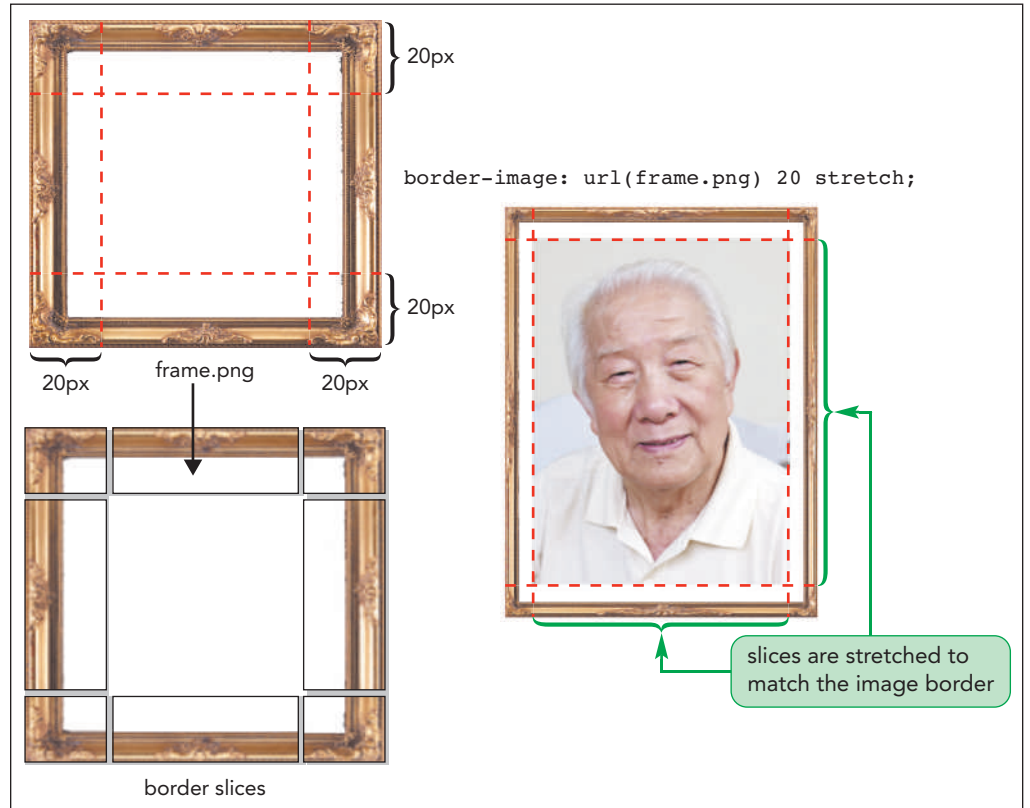 20px
border-image: url(frame.png) 20 stretch;
20px
20px
frame.png
20px
slices are stretched to
match the image border
border slices